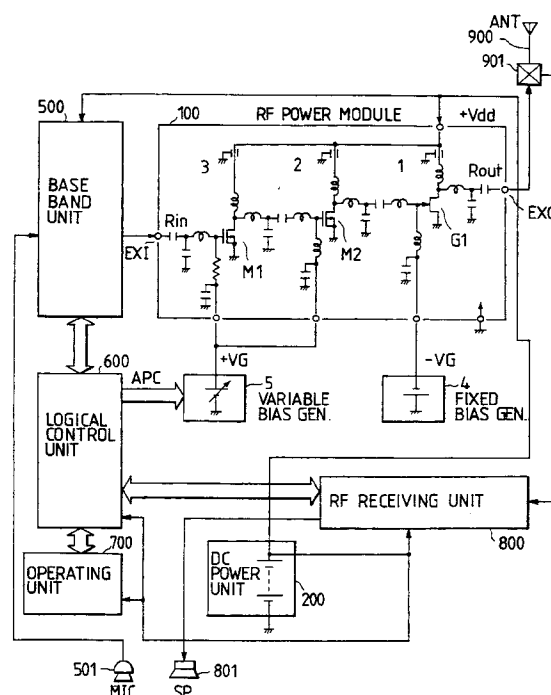 ANT
900
901
500
100
RF POWER MODULE
+Vdd
3
2
1
Rout
BASE
BAND
UNIT
Rin
EXI
M1
M2
G1
EXO
600
APC
+VG
-VG
5
VARIABLE
BIAS GEN.
4
FIXED
BIAS GEN.
LOGICAL
CONTROL
UNIT
RF RECEIVING UNIT
800
700
OPERATING
UNIT
DC
POWER
UNIT
200
501
MIC
801
SP